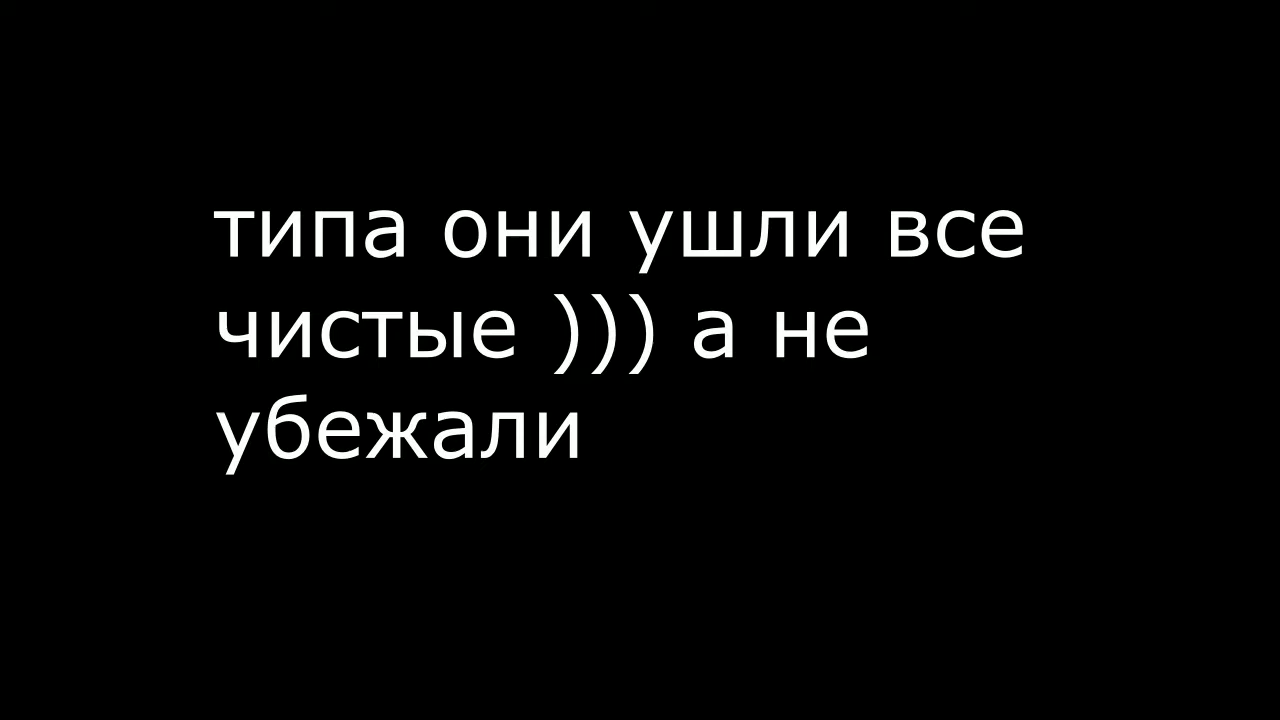 типа они ушли все
чистые ))) а не
убежали